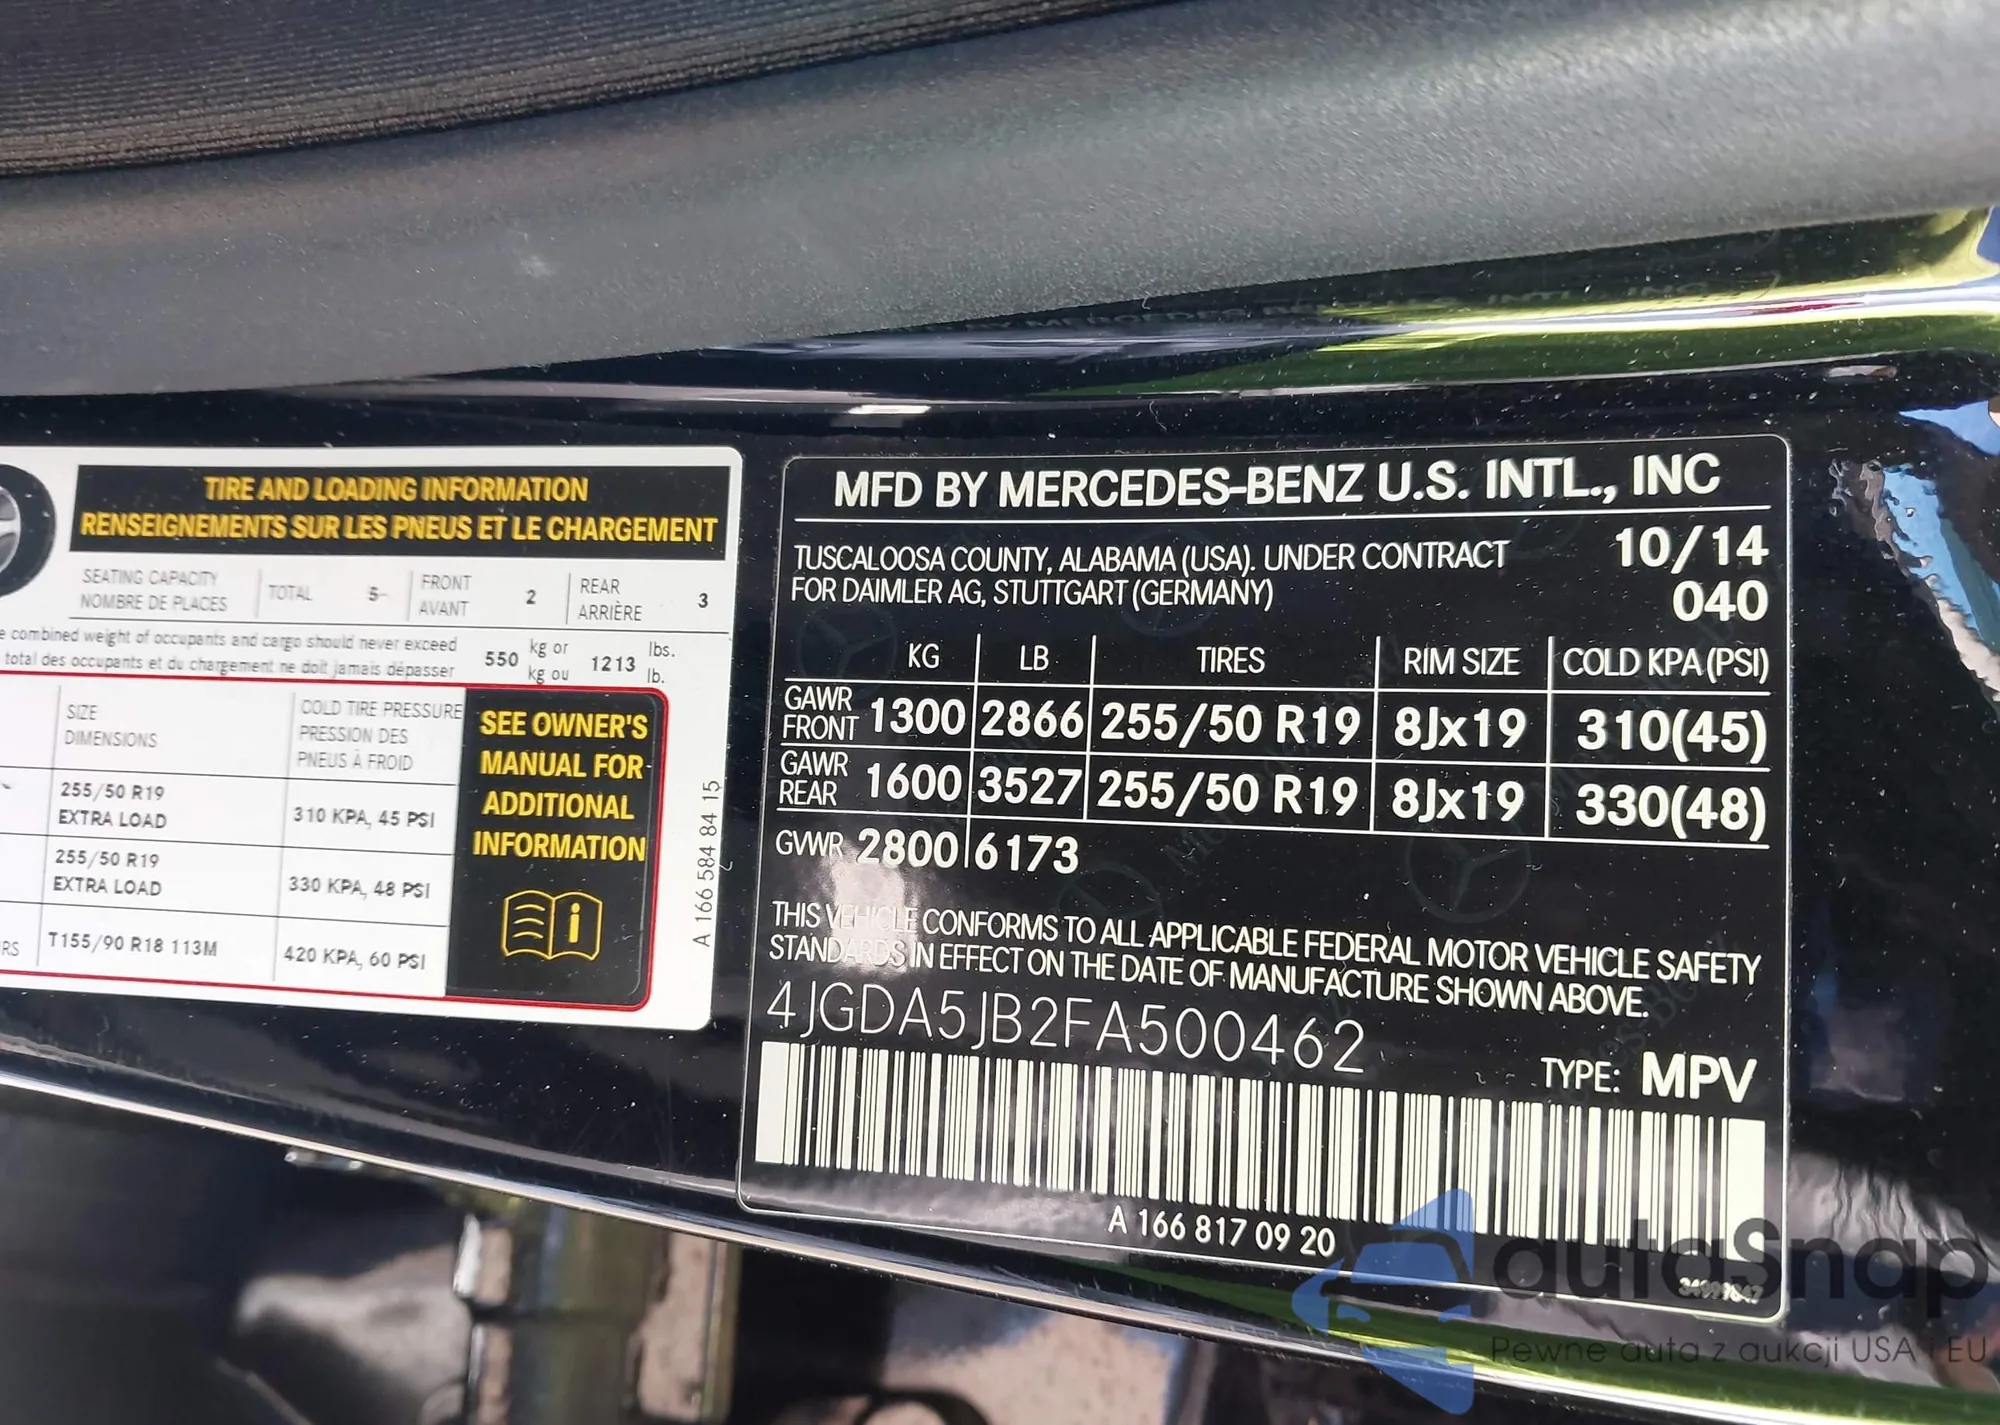 TIRE AND LOADING INFORMATION
RENSEIGNEMENTS SUR LES PNEUS ET LE CHARGEMENT
SEATING CAPACITY
NOMBRE DE PLACES
TOTAL 5
FRONT
AVANT
2
REAR
ARRIÈRE
3
combined weight of occupants and cargo should never exceed
total des occupants et du chargement ne doit jamais dépasser
550 kg or
kg ou
1213 lbs.
lb.
SIZE
DIMENSIONS
COLD TIRE PRESSURE
PRESSION DES
PNEUS À FROID
255/50 R19
EXTRA LOAD
310 KPA, 45 PSI
255/50 R19
EXTRA LOAD
330 KPA, 48 PSI
T155/90 R18 113M
420 KPA, 60 PSI
SEE OWNER'S
MANUAL FOR
ADDITIONAL
INFORMATION
A 166 584 84 15
MFD BY MERCEDES-BENZ U.S. INTL., INC
TUSCALOOSA COUNTY, ALABAMA (USA). UNDER CONTRACT
FOR DAIMLER AG, STUTTGART (GERMANY)
10/14
040
KG LB TIRES RIM SIZE COLD KPA (PSI)
GAWR
FRONT
1300 2866 255/50 R19 8Jx19 310(45)
GAWR
REAR
1600 3527 255/50 R19 8Jx19 330(48)
GVWR 2800 6173
THIS VEHICLE CONFORMS TO ALL APPLICABLE FEDERAL MOTOR VEHICLE SAFETY
STANDARDS IN EFFECT ON THE DATE OF MANUFACTURE SHOWN ABOVE.
4JGDA5JB2FA500462
TYPE: MPV
A 166 817 09 20
autaSnap
Pewne auta z aukcji USA i EU